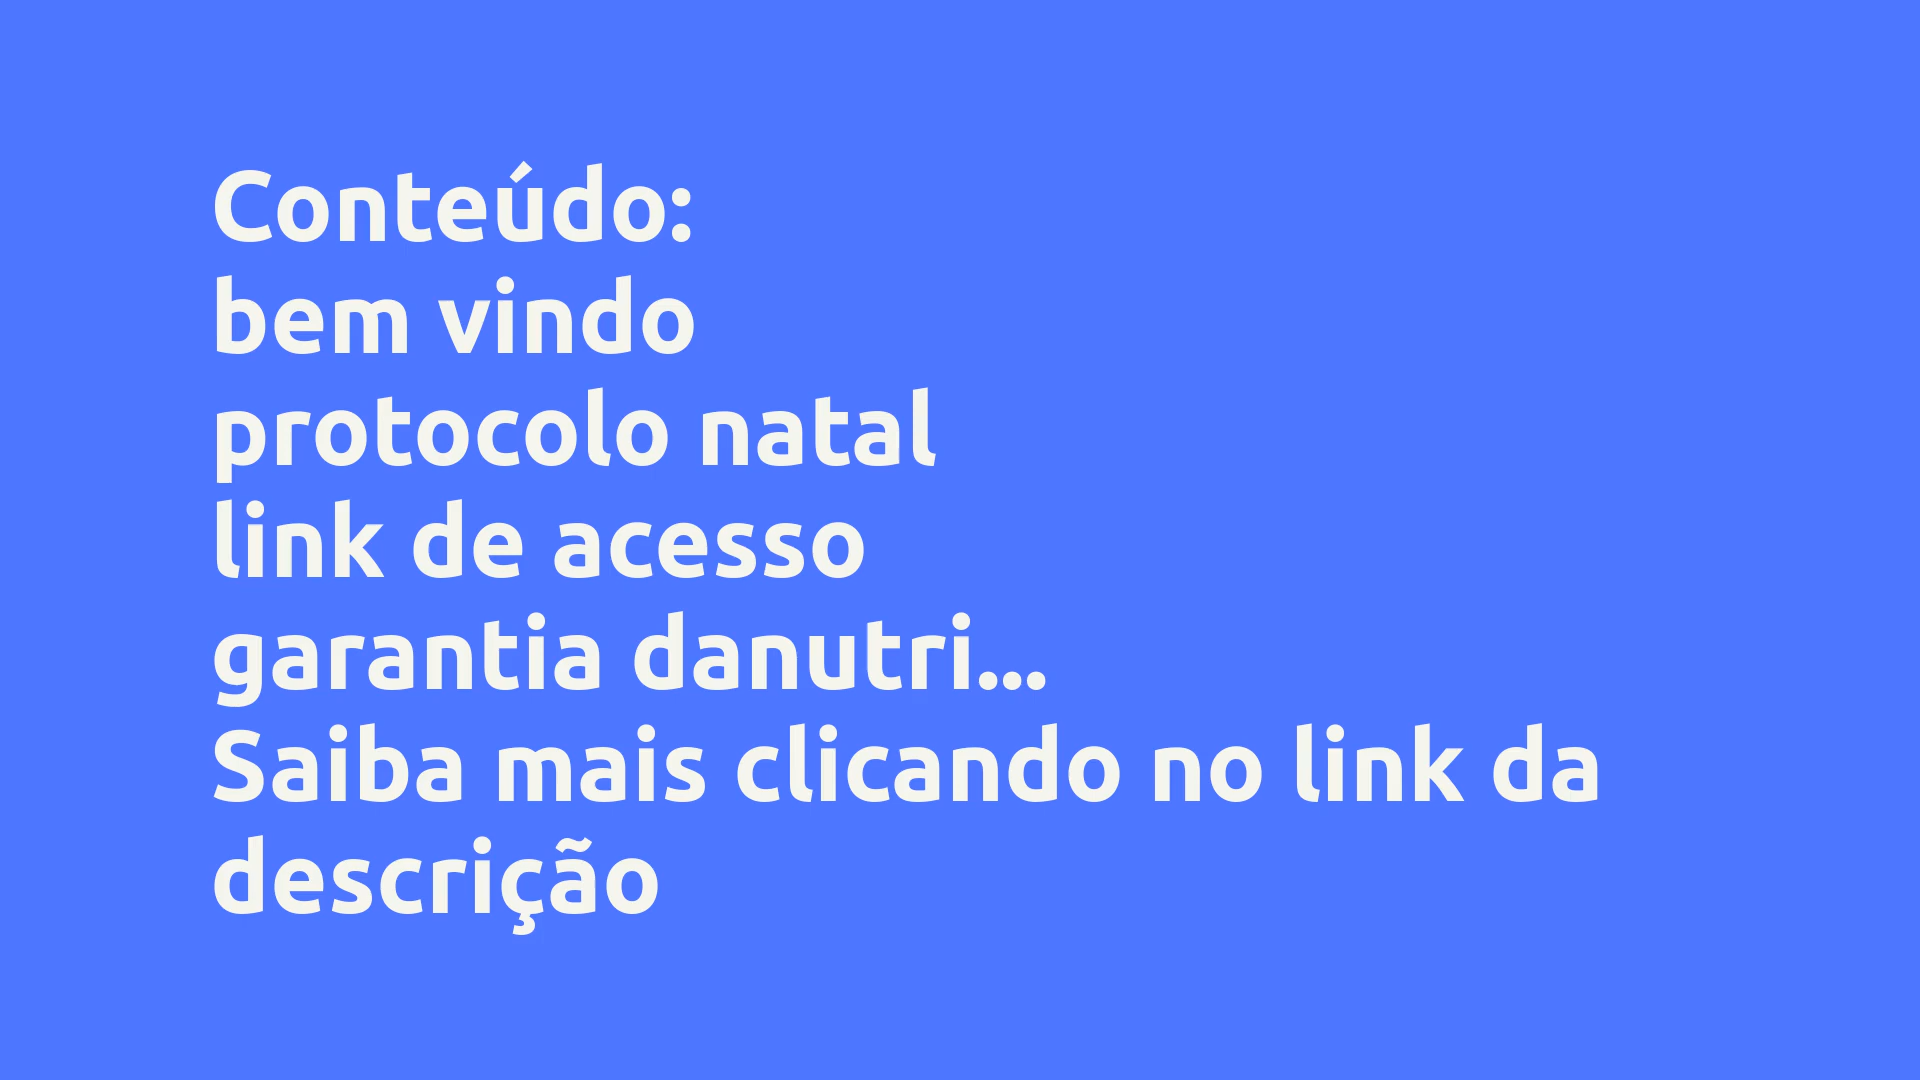 Conteúdo:
bem vindo
protocolo natal
link de acesso
garantia danutri...
Saiba mais clicando no link da
descrição